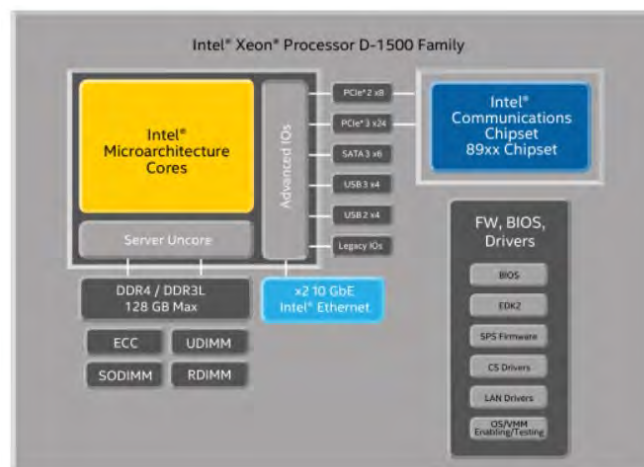 Intel® Xeon® Processor D-1500 Family
Intel®
Microarchitecture
Cores
Server Uncore
Advanced IOs
PCIe® 2 x8
PCIe® 3 x24
SATA 3 x6
USB 3 x4
USB 2 x4
Legacy IOs
Intel®
Communications
Chipset
89xx Chipset
DDR4 / DDR3L
128 GB Max
x2 10 GbE
Intel® Ethernet
ECC
UDIMM
SODIMM
RDIMM
FW, BIOS,
Drivers
BIOS
EDK2
SPS Firmware
CS Drivers
LAN Drivers
OS/VMM
Enabling/Testing